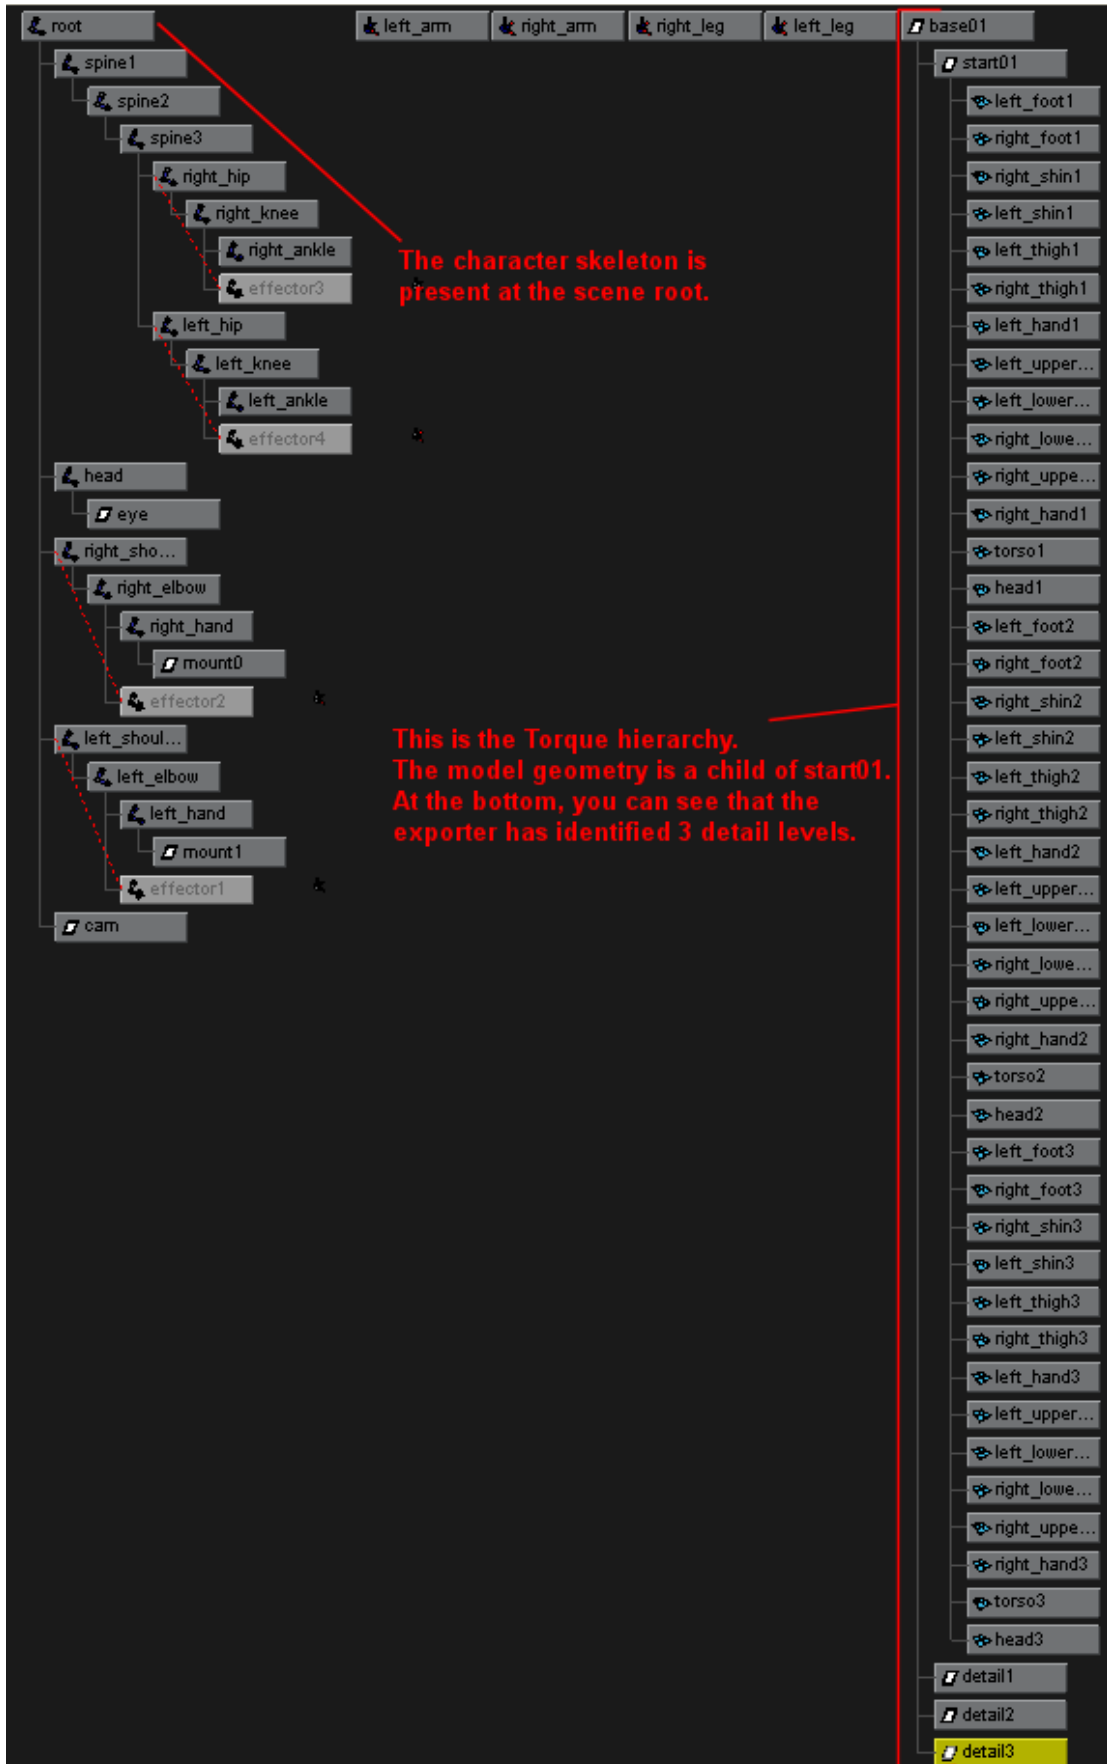 root
left_arm
right_arm
right_leg
left_leg
base01
spine1
spine2
spine3
right_hip
right_knee
right_ankle
effector3
left_hip
left_knee
left_ankle
effector4
head
eye
right_sho...
right_elbow
right_hand
mount0
effector2
left_shoul...
left_elbow
left_hand
mount1
effector1
cam
The character skeleton is
present at the scene root.
This is the Torque hierarchy.
The model geometry is a child of start01.
At the bottom, you can see that the
exporter has identified 3 detail levels.
start01
left_foot1
right_foot1
right_shin1
left_shin1
left_thigh1
right_thigh1
left_hand1
left_upper...
left_lower...
right_lowe...
right_uppe...
right_hand1
torso1
head1
left_foot2
right_foot2
right_shin2
left_shin2
left_thigh2
right_thigh2
left_hand2
left_upper...
left_lower...
right_lowe...
right_uppe...
right_hand2
torso2
head2
left_foot3
right_foot3
right_shin3
left_shin3
left_thigh3
right_thigh3
left_hand3
left_upper...
left_lower...
right_lowe...
right_uppe...
right_hand3
torso3
head3
detail1
detail2
detail3